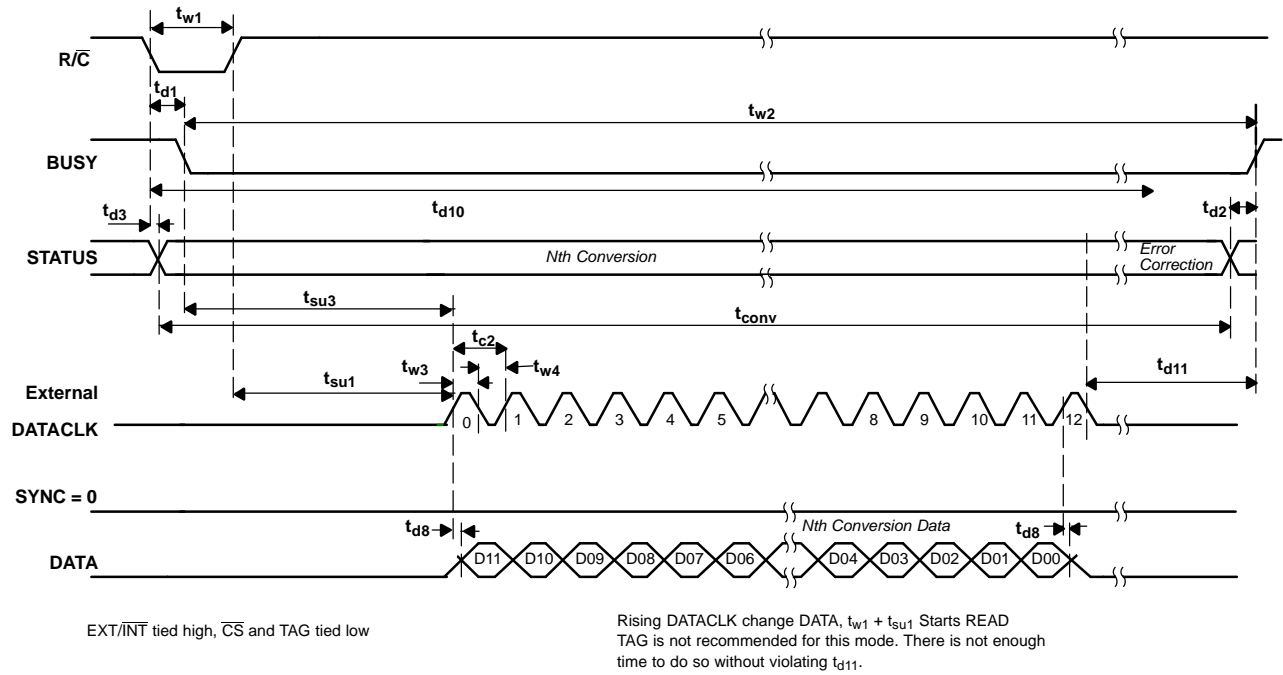 tw1
R/C
td1
tw2
BUSY
td3
td10
td2
STATUS
Nth Conversion
Error
Correction
tsu3
tconv
tc2
tw3
tw4
tsu1
td11
External
DATACLK
0 1 2 3 4 5 8 9 10 11 12
SYNC = 0
Nth Conversion Data
td8
td8
DATA
D11 D10 D09 D08 D07 D06 D04 D03 D02 D01 D00
EXT/INT tied high, CS and TAG tied low
Rising DATACLK change DATA, tw1 + tsu1 Starts READ
TAG is not recommended for this mode. There is not enough
time to do so without violating td11.